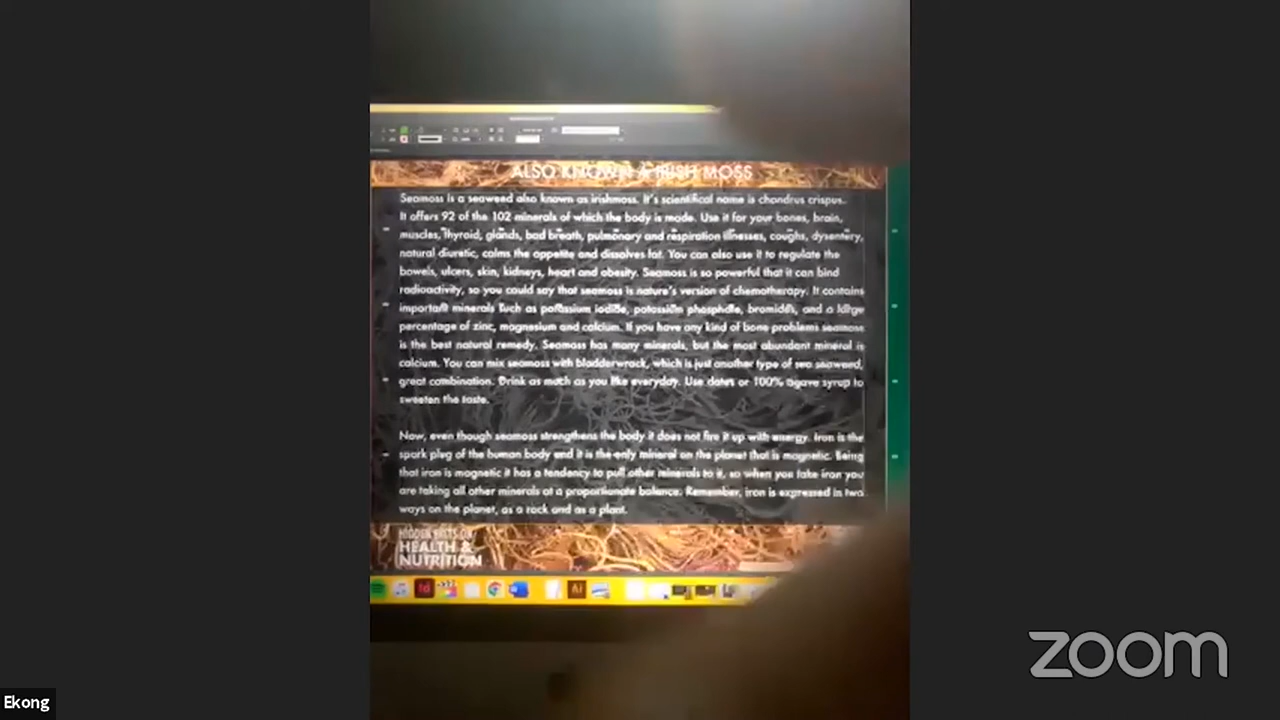 ALSO KNOWN A IRISH MOSS
Seamoss is a seaweed also known as irishmoss. It's scientifical name is chondrus crispus.
It offers 92 of the 102 minerals of which the body is made. Use it for your bones, brain,
muscles, thyroid, glands, bad breath, pulmonary and respiration illnesses, coughs, dysentery,
natural diuretic, calms the appetite and dissolves fat. You can also use it to regulate the
bowels, ulcers, skin, kidneys, heart and obesity. Seamoss is so powerful that it can bind
radioactivity, so you could say that seamoss is nature's version of chemotherapy. It contains
important minerals such as potassium iodide, potassium phosphate, bromides, and a large
percentage of zinc, magnesium and calcium. If you have any kind of bone problems seamoss
is the best natural remedy. Seamoss has many minerals, but the most abundant mineral is
calcium. You can mix seamoss with bladderwrack, which is just another type of sea seaweed,
great combination. Drink as much as you like everyday. Use dates or 100% agave syrup to
sweeten the taste.
Now, even though seamoss strengthens the body it does not fire it up with energy. Iron is the
spark plug of the human body and it is the only mineral on the planet that is magnetic. Being
that iron is magnetic it has a tendency to pull other minerals to it, so when you take iron you
are taking all other minerals at a proportionate balance. Remember, iron is expressed in two
ways on the planet, as a rock and as a plant.
HIDDEN FACTS ON
HEALTH &
NUTRITION
Id
Ai
zoom
Ekong